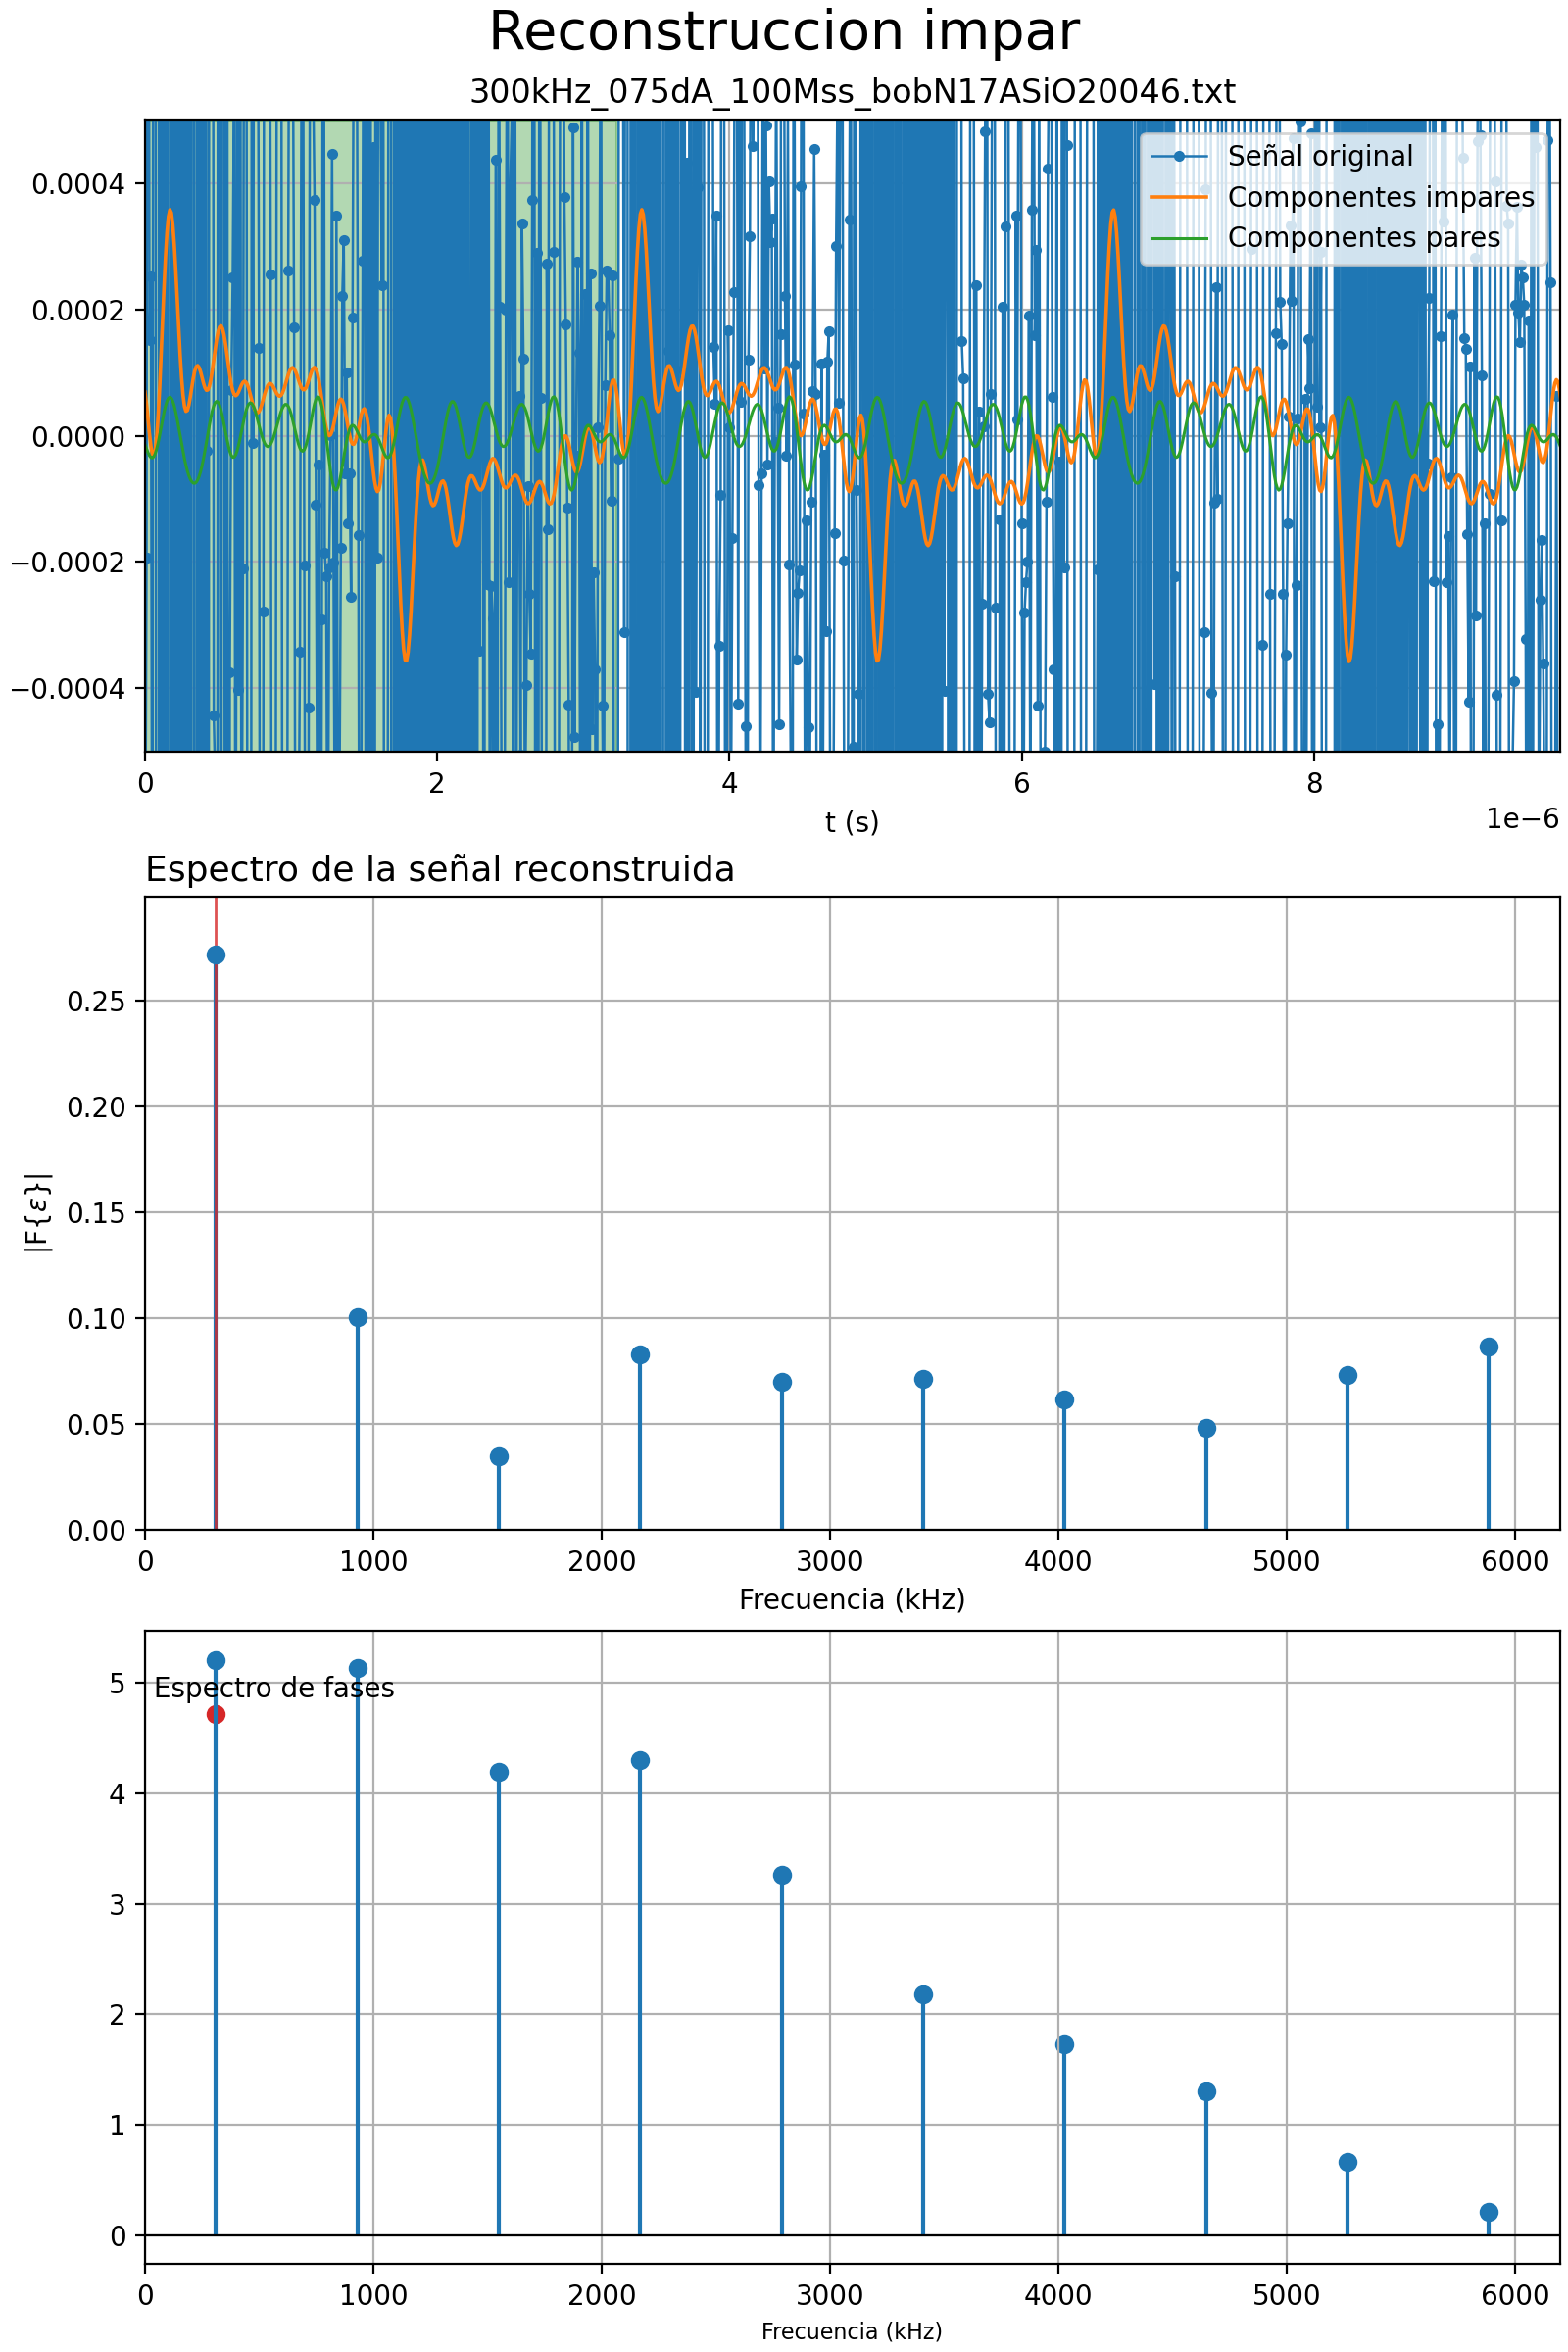 Reconstruccion impar
300kHz_075dA_100Mss_bobN17ASiO20046.txt
Señal original
Componentes impares
Componentes pares
0.0004
0.0002
0.0000
−0.0002
−0.0004
0 2 4 6 8
t (s)
1e−6
Espectro de la señal reconstruida
|F{ε}|
0.25
0.20
0.15
0.10
0.05
0.00
0 1000 2000 3000 4000 5000 6000
Frecuencia (kHz)
Espectro de fases
5
4
3
2
1
0
0 1000 2000 3000 4000 5000 6000
Frecuencia (kHz)